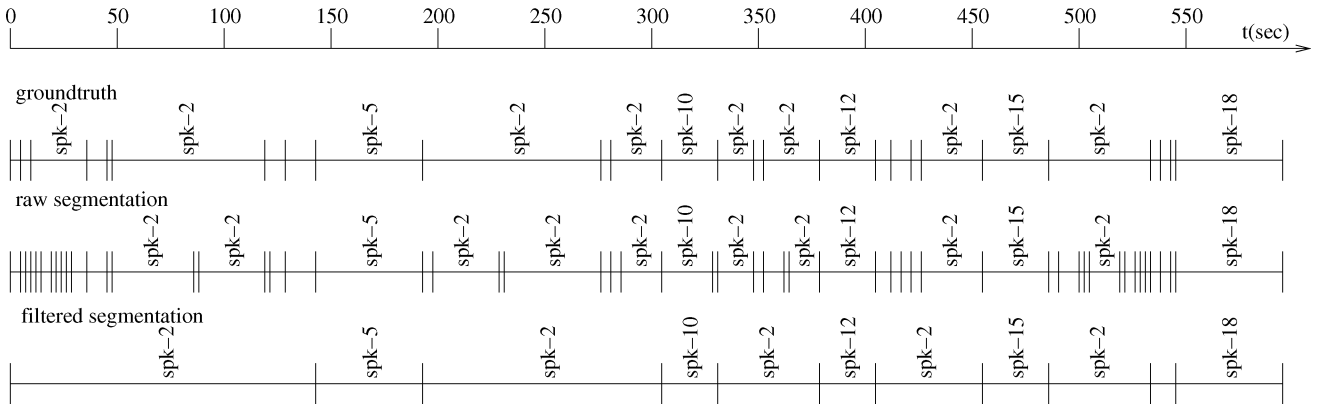 0 50 100 150 200 250 300 350 400 450 500 550
t(sec)
groundtruth
spk−2 spk−2 spk−5 spk−2 spk−2 spk−10 spk−2 spk−2 spk−12 spk−2 spk−15 spk−2 spk−18
raw segmentation
spk−2 spk−2 spk−5 spk−2 spk−2 spk−2 spk−10 spk−2 spk−2 spk−12 spk−2 spk−15 spk−2 spk−18
filtered segmentation
spk−2 spk−5 spk−2 spk−10 spk−2 spk−12 spk−2 spk−15 spk−2 spk−18